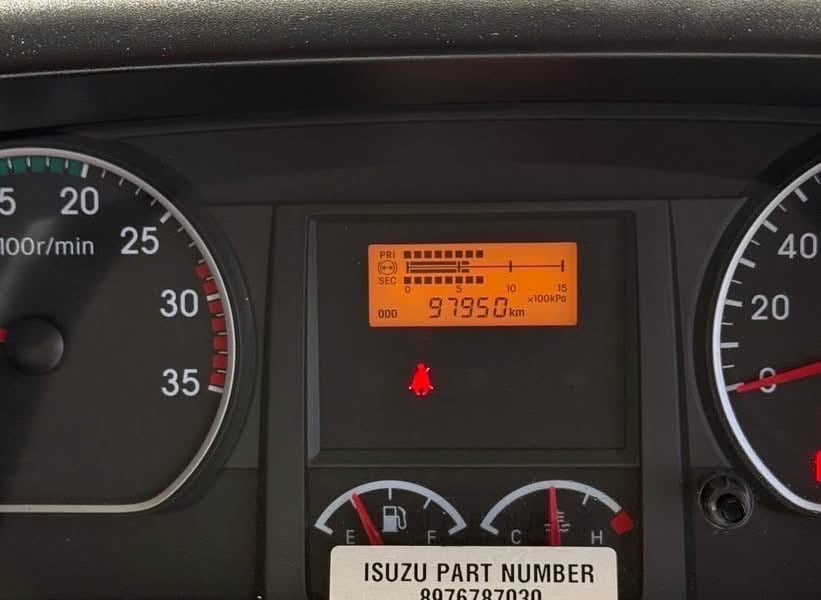 5 20
100r/min 25
30
35
PRI
SEC
0 5 10 15
×100kPa
ODO 97950 km
40
20
0
E F
C H
ISUZU PART NUMBER
8976787030